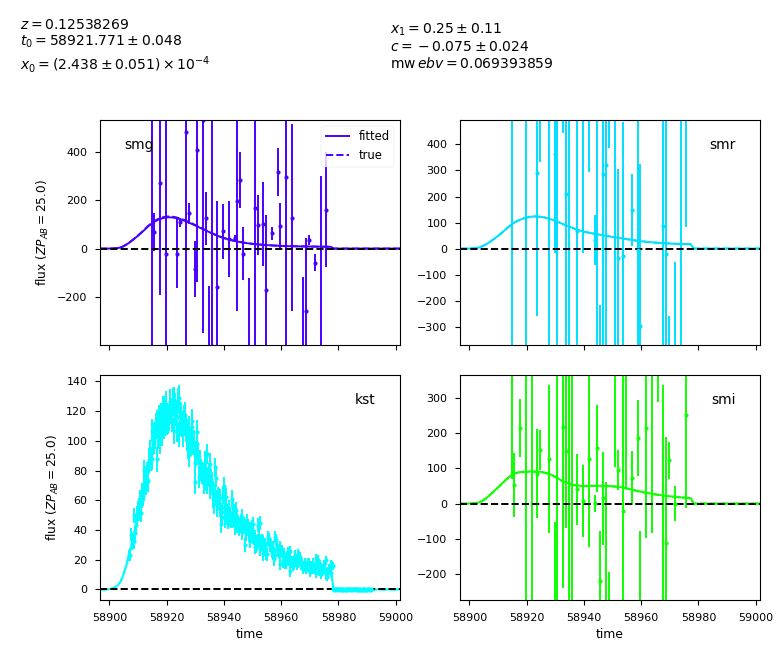 z = 0.12538269
t₀ = 58921.771 ± 0.048
x₀ = (2.438 ± 0.051) × 10⁻⁴
x₁ = 0.25 ± 0.11
c = −0.075 ± 0.024
mw ebv = 0.069393859
smg
fitted
true
400
200
0
−200
flux (ZP_AB = 25.0)
smr
400
300
200
100
0
−100
−200
−300
kst
140
120
100
80
60
40
20
0
flux (ZP_AB = 25.0)
58900 58920 58940 58960 58980 59000
time
smi
300
200
100
0
−100
−200
58900 58920 58940 58960 58980 59000
time